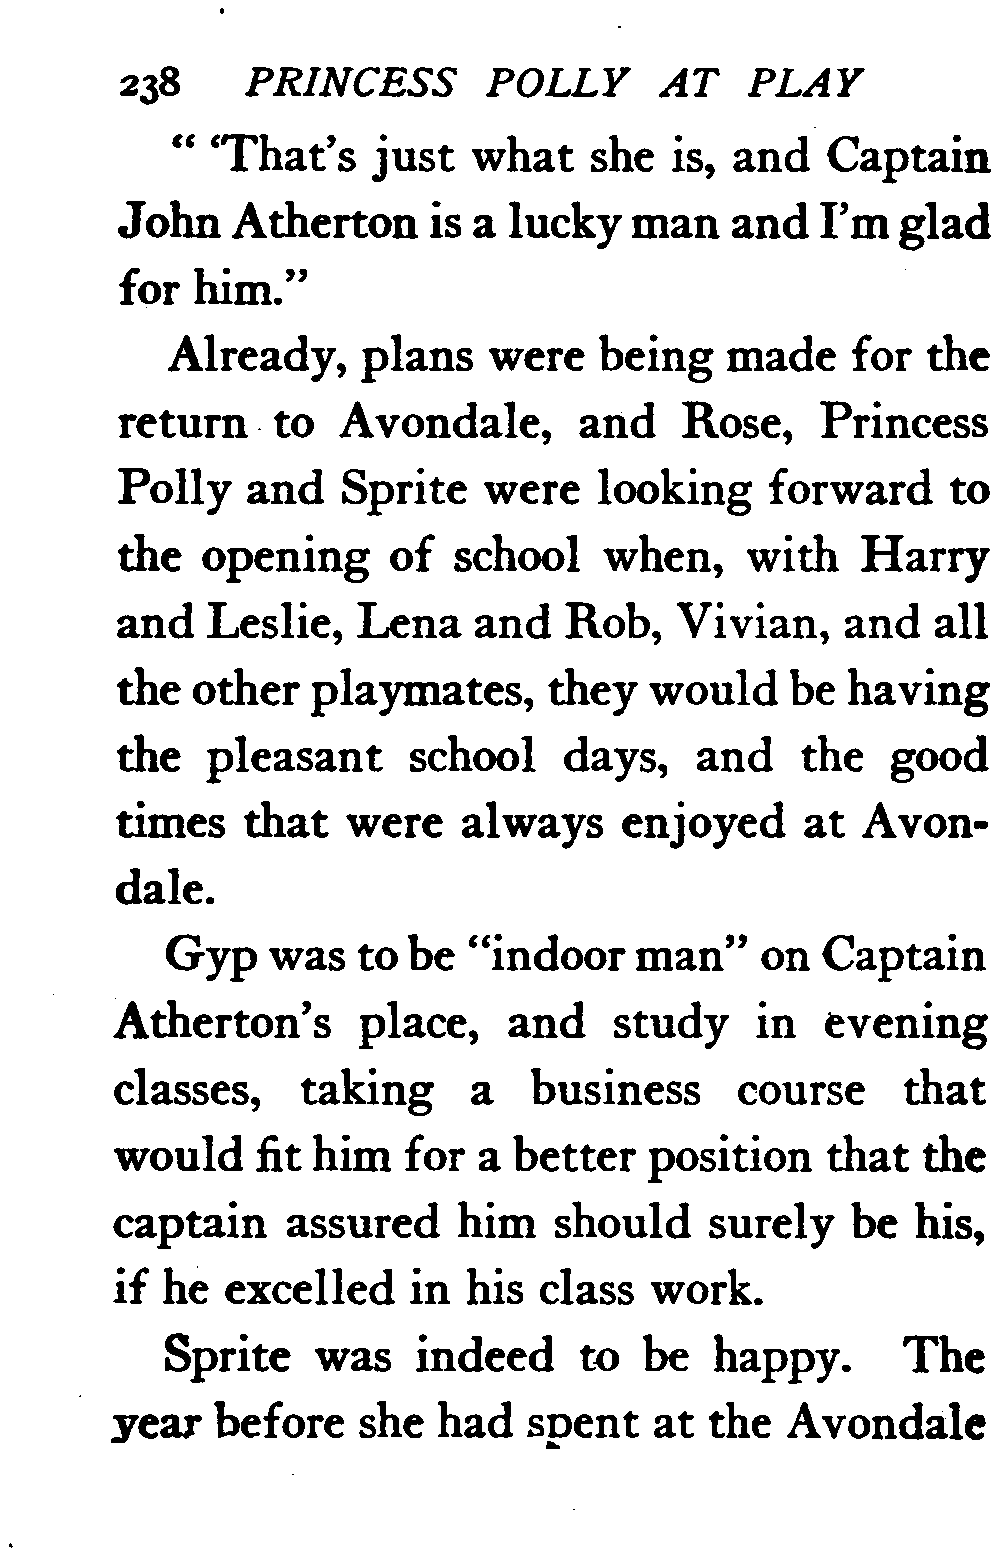 238 PRINCESS POLLY AT PLAY
“ ‘That’s just what she is, and Captain
John Atherton is a lucky man and I’m glad
for him.”
Already, plans were being made for the
return to Avondale, and Rose, Princess
Polly and Sprite were looking forward to
the opening of school when, with Harry
and Leslie, Lena and Rob, Vivian, and all
the other playmates, they would be having
the pleasant school days, and the good
times that were always enjoyed at Avon-
dale.
Gyp was to be “indoor man” on Captain
Atherton’s place, and study in evening
classes, taking a business course that
would fit him for a better position that the
captain assured him should surely be his,
if he excelled in his class work.
Sprite was indeed to be happy. The
year before she had spent at the Avondale